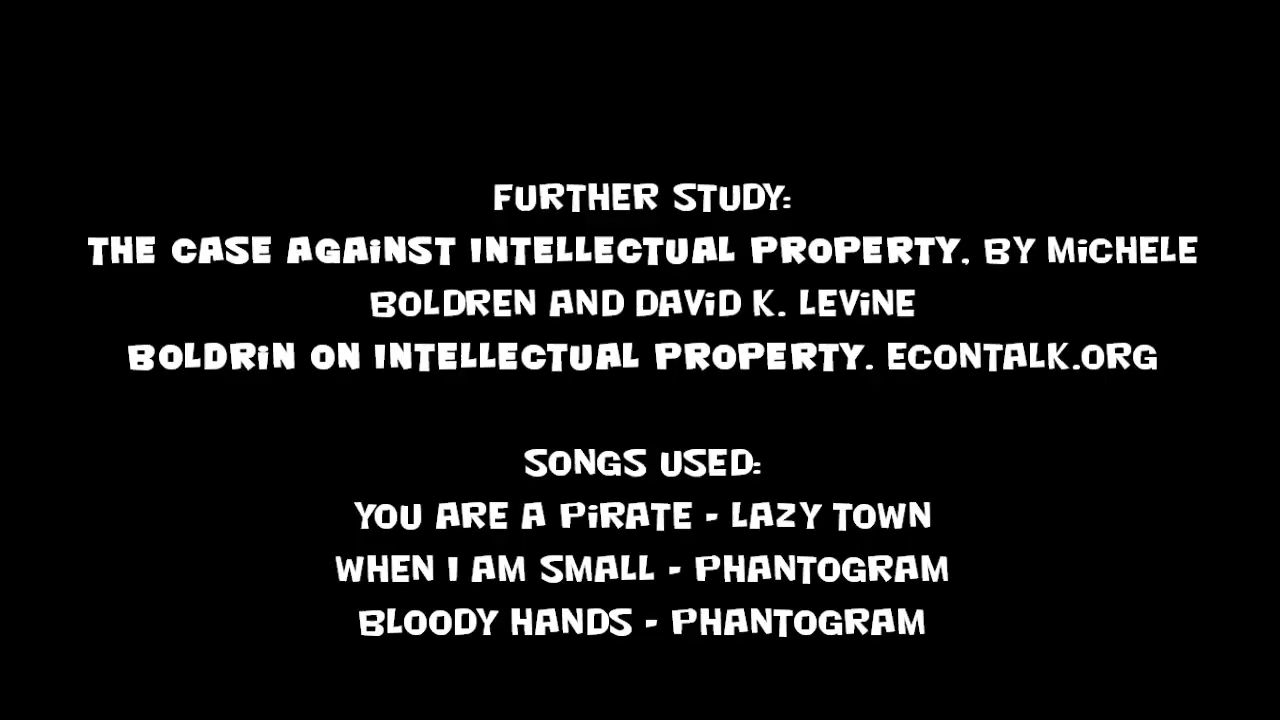 FURTHER STUDY:
THE CASE AGAINST INTELLECTUAL PROPERTY, BY MICHELE
BOLDREN AND DAVID K. LEVINE
BOLDRIN ON INTELLECTUAL PROPERTY. ECONTALK.ORG
SONGS USED:
YOU ARE A PIRATE - LAZY TOWN
WHEN I AM SMALL - PHANTOGRAM
BLOODY HANDS - PHANTOGRAM